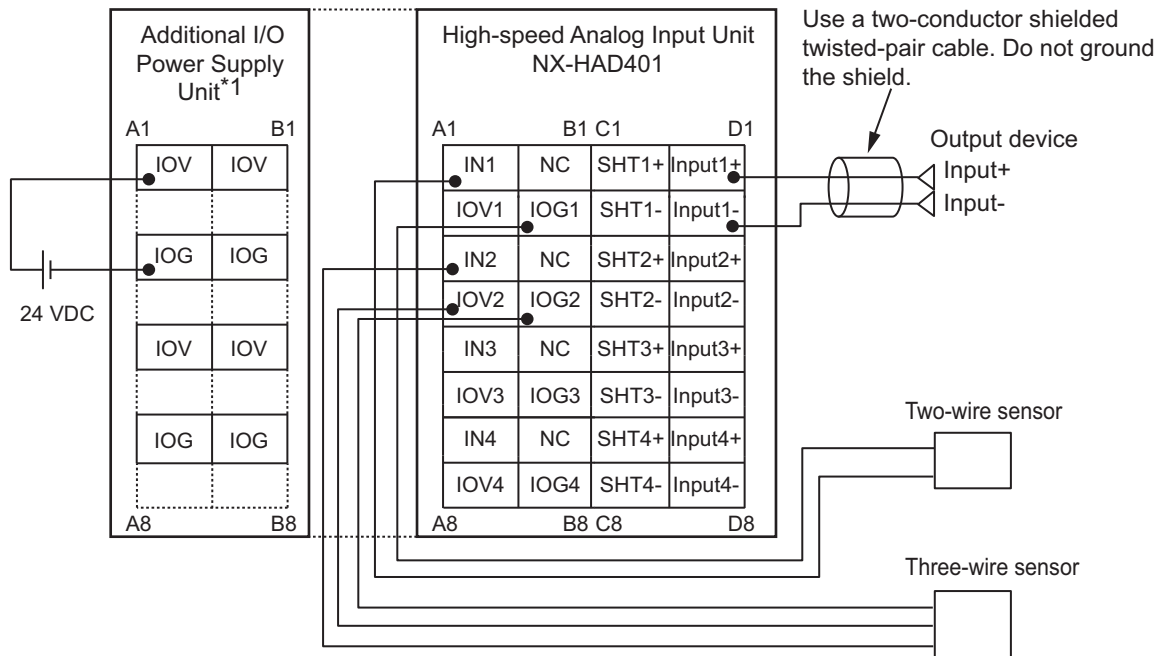 Additional I/O
Power Supply
Unit*1
High-speed Analog Input Unit
NX-HAD401
Use a two-conductor shielded
twisted-pair cable. Do not ground
the shield.
A1 B1
A1 B1 C1 D1
Output device
Input+
Input-
IOV IOV
IOG IOG
IOV IOV
IOG IOG
24 VDC
A8 B8
IN1 NC SHT1+ Input1+
IOV1 IOG1 SHT1- Input1-
IN2 NC SHT2+ Input2+
IOV2 IOG2 SHT2- Input2-
IN3 NC SHT3+ Input3+
IOV3 IOG3 SHT3- Input3-
IN4 NC SHT4+ Input4+
IOV4 IOG4 SHT4- Input4-
A8 B8 C8 D8
Two-wire sensor
Three-wire sensor